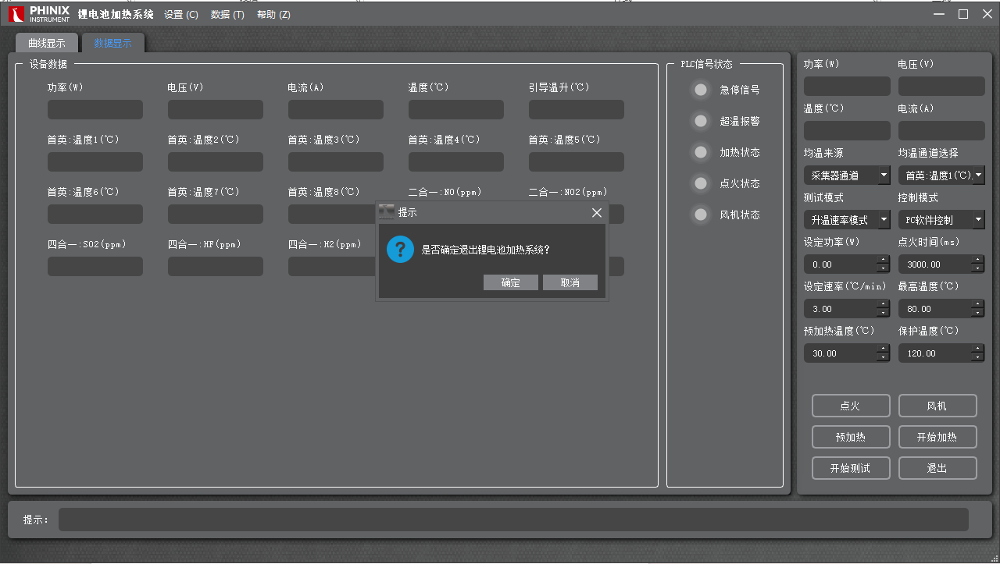 PHINIX
INSTRUMENT
锂电池加热系统 设置 (C) 数据 (T) 帮助 (Z)
曲线显示 数据显示
设备数据
功率(W) 电压(V) 电流(A) 温度(℃) 引导温升(℃)
首英:温度1(℃) 首英:温度2(℃) 首英:温度3(℃) 首英:温度4(℃) 首英:温度5(℃)
首英:温度6(℃) 首英:温度7(℃) 首英:温度8(℃) 二合一:NO(ppm) 二合一:NO2(ppm)
四合一:SO2(ppm) 四合一:HF(ppm) 四合一:H2(ppm)
PLC信号状态
急停信号
超温报警
加热状态
点火状态
风机状态
提示
是否确定退出锂电池加热系统?
确定 取消
功率(W) 电压(V)
温度(℃) 电流(A)
均温来源 均温通道选择
采集器通道 首英:温度1(℃)
测试模式 控制模式
升温速率模式 PC软件控制
设定功率(W) 点火时间(ms)
0.00 3000.00
设定速率(℃/min) 最高温度(℃)
3.00 80.00
预加热温度(℃) 保护温度(℃)
30.00 120.00
点火 风机
预加热 开始加热
开始测试 退出
提示: